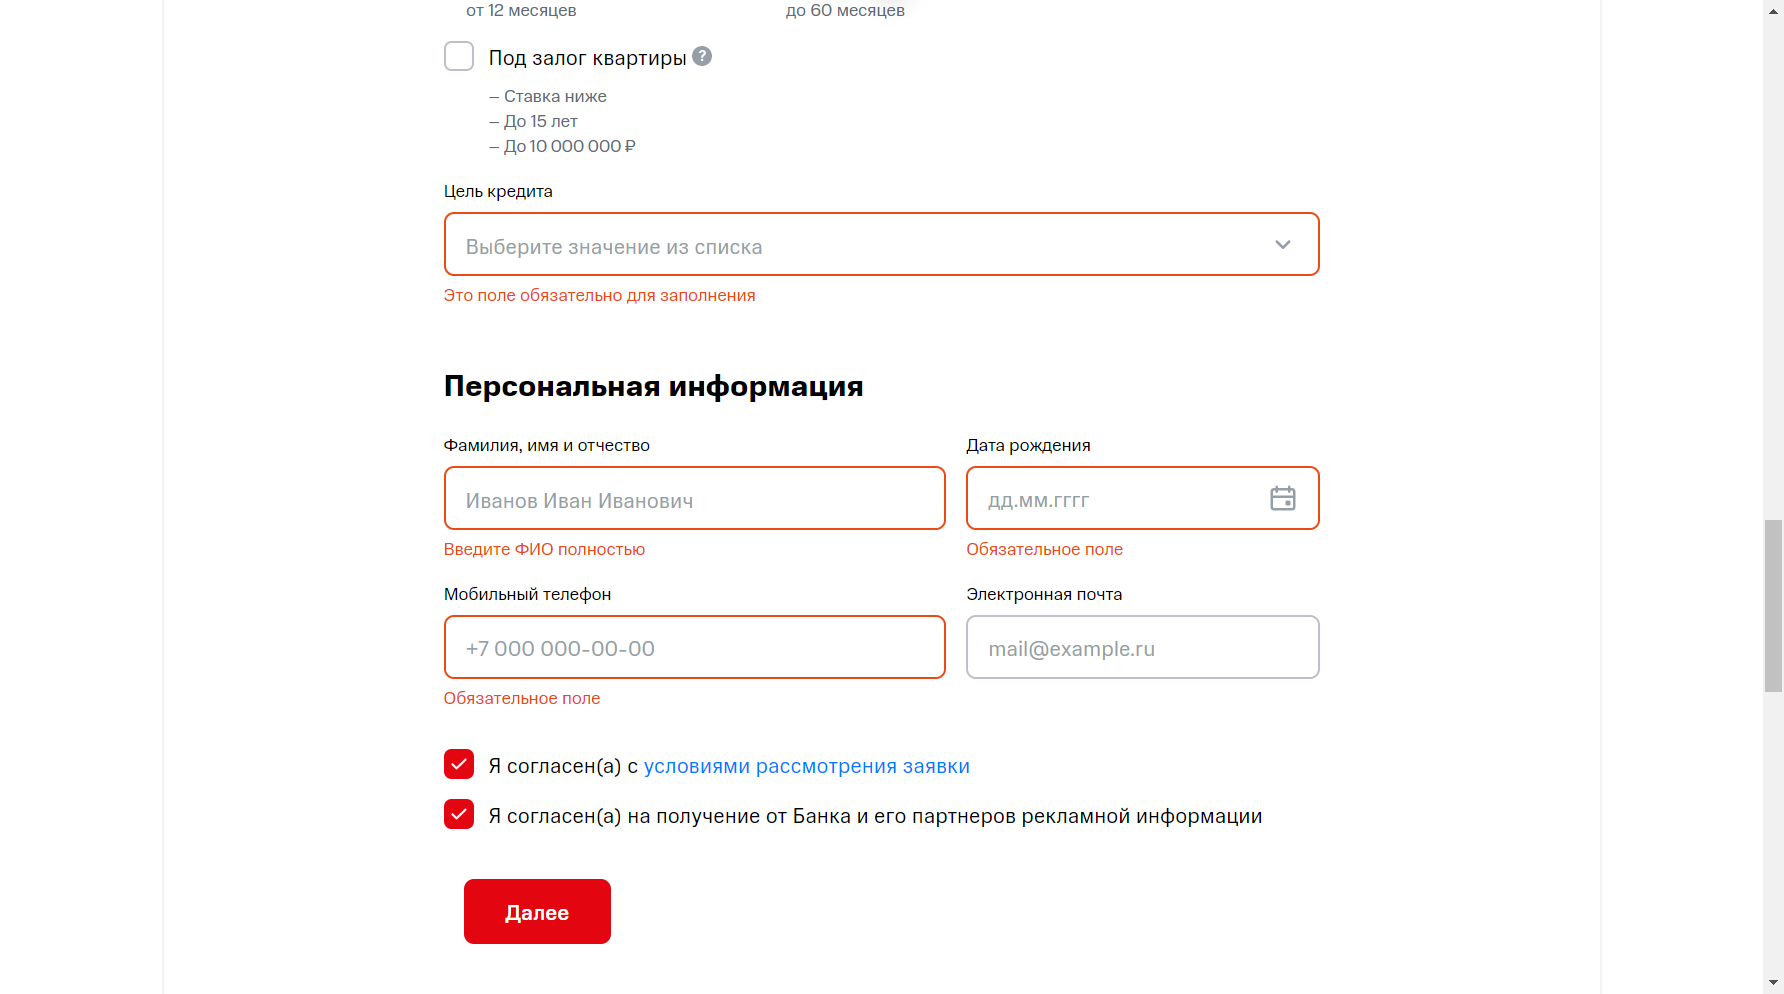 от 12 месяцев
до 60 месяцев
Под залог квартиры ?
– Ставка ниже
– До 15 лет
– До 10 000 000 ₽
Цель кредита
Выберите значение из списка
Это поле обязательно для заполнения
Персональная информация
Фамилия, имя и отчество
Дата рождения
Иванов Иван Иванович
дд.мм.гггг
Введите ФИО полностью
Обязательное поле
Мобильный телефон
Электронная почта
+7 000 000-00-00
mail@example.ru
Обязательное поле
Я согласен(а) с условиями рассмотрения заявки
Я согласен(а) на получение от Банка и его партнеров рекламной информации
Далее